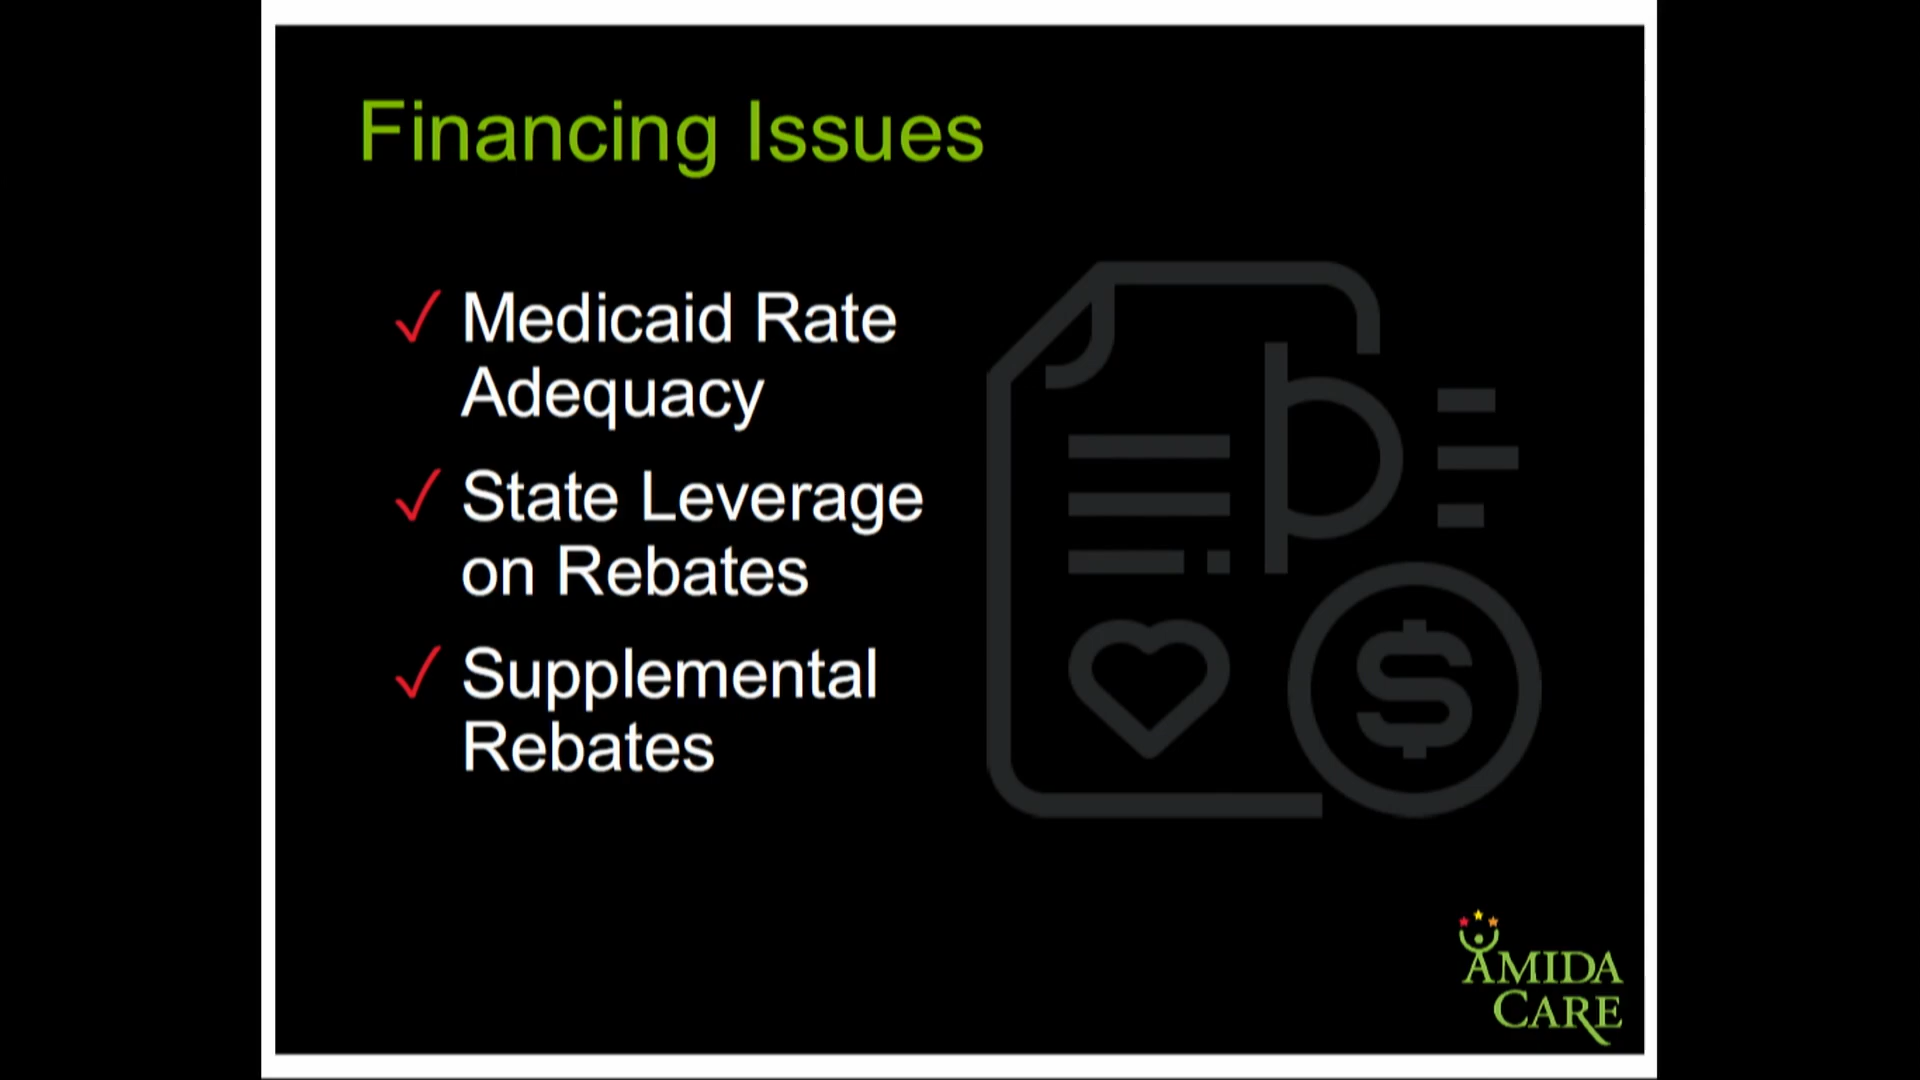 Financing Issues
✓ Medicaid Rate
Adequacy
✓ State Leverage
on Rebates
✓ Supplemental
Rebates
$
AMIDA
CARE